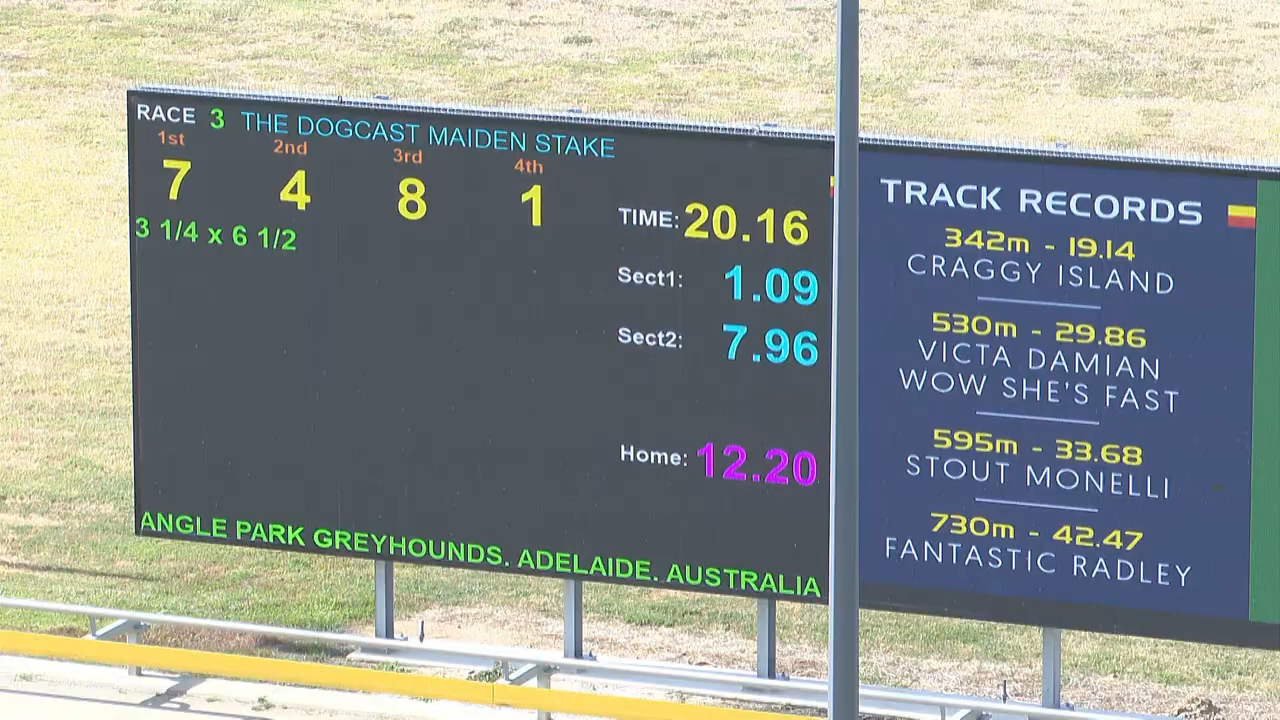 RACE 3 THE DOGCAST MAIDEN STAKE
1st 2nd 3rd 4th
7 4 8 1
3 1/4 x 6 1/2
TIME: 20.16
Sect1: 1.09
Sect2: 7.96
Home: 12.20
ANGLE PARK GREYHOUNDS. ADELAIDE. AUSTRALIA
TRACK RECORDS
342m - 19.14
CRAGGY ISLAND
530m - 29.86
VICTA DAMIAN
WOW SHE'S FAST
595m - 33.68
STOUT MONELLI
730m - 42.47
FANTASTIC RADLEY